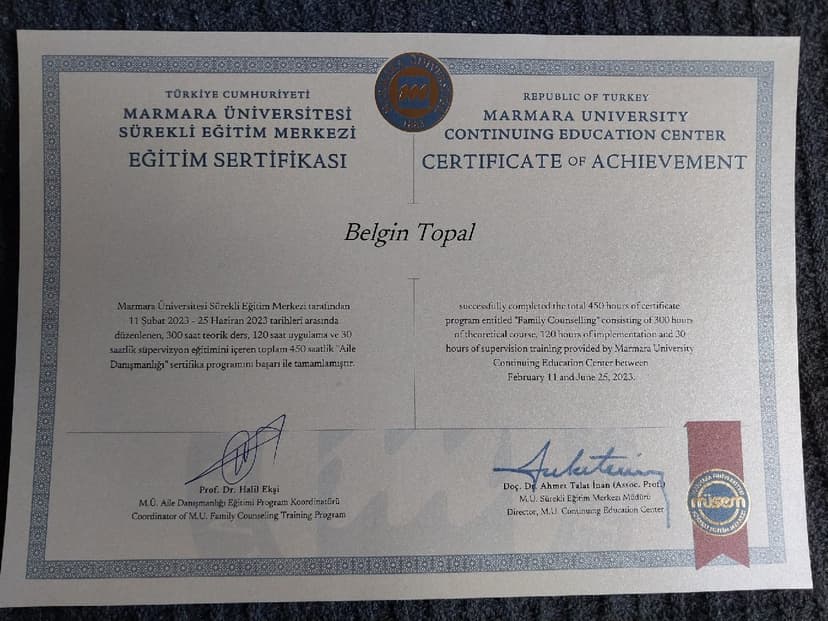 TÜRKİYE CUMHURİYETİ
MARMARA ÜNİVERSİTESİ
SÜREKLİ EĞİTİM MERKEZİ
EĞİTİM SERTİFİKASI
REPUBLIC OF TURKEY
MARMARA UNIVERSITY
CONTINUING EDUCATION CENTER
CERTIFICATE OF ACHIEVEMENT
Belgin Topal
Marmara Üniversitesi Sürekli Eğitim Merkezi tarafından
11 Şubat 2023 - 25 Haziran 2023 tarihleri arasında
düzenlenen, 300 saat teorik ders, 120 saat uygulama ve 30
saatlik süpervizyon eğitimini içeren toplam 450 saatlik "Aile
Danışmanlığı" sertifika programını başarı ile tamamlamıştır.
successfully completed the total 450 hours of certificate
program entitled "Family Counselling" consisting of 300 hours
of theoretical course, 120 hours of implementation and 30
hours of supervision training provided by Marmara University
Continuing Education Center between
February 11 and June 25, 2023.
Prof. Dr. Halil Ekşi
M.Ü. Aile Danışmanlığı Eğitimi Program Koordinatörü
Coordinator of M.U. Family Counseling Training Program
Doç. Dr. Ahmet Talat İnan (Assoc. Prof.)
M.Ü. Sürekli Eğitim Merkezi Müdürü
Director, M.U. Continuing Education Center
müsem